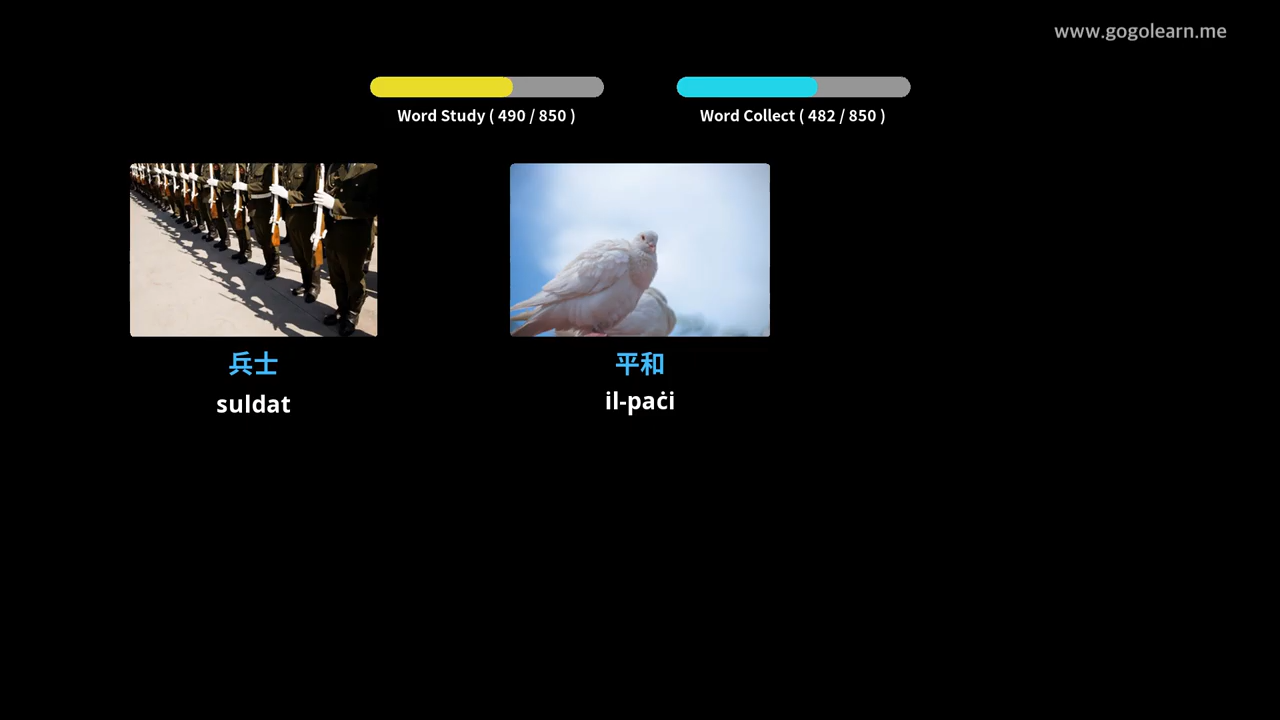 www.gogolearn.me
Word Study ( 490 / 850 )
Word Collect ( 482 / 850 )
兵士
suldat
平和
il-paċi